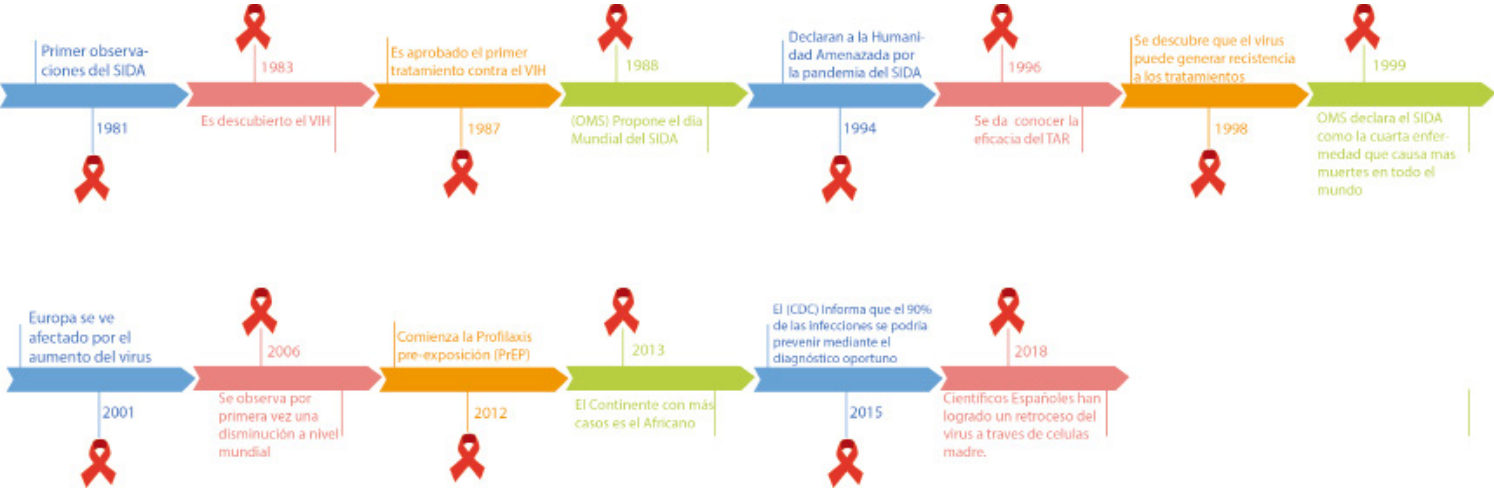 Primer observa-
ciones del SIDA
1981
1983
Es descubierto el VIH
Es aprobado el primer
tratamiento contra el VIH
1987
1988
(OMS) Propone el día
Mundial del SIDA
Declaran a la Humani-
dad Amenazada por
la pandemia del SIDA
1994
1996
Se da conocer la
eficacia del TAR
Se descubre que el virus
puede generar recistencia
a los tratamientos
1998
1999
OMS declara el SIDA
como la cuarta enfer-
medad que causa mas
muertes en todo el
mundo
Europa se ve
afectado por el
aumento del virus
2001
2006
Se observa por
primera vez una
disminución a nivel
mundial
Comienza la Profilaxis
pre-exposición (PrEP)
2012
2013
El Continente con más
casos es el Africano
El (CDC) Informa que el 90%
de las infecciones se podría
prevenir mediante el
diagnóstico oportuno
2015
2018
Científicos Españoles han
logrado un retroceso del
virus a traves de celulas
madre.